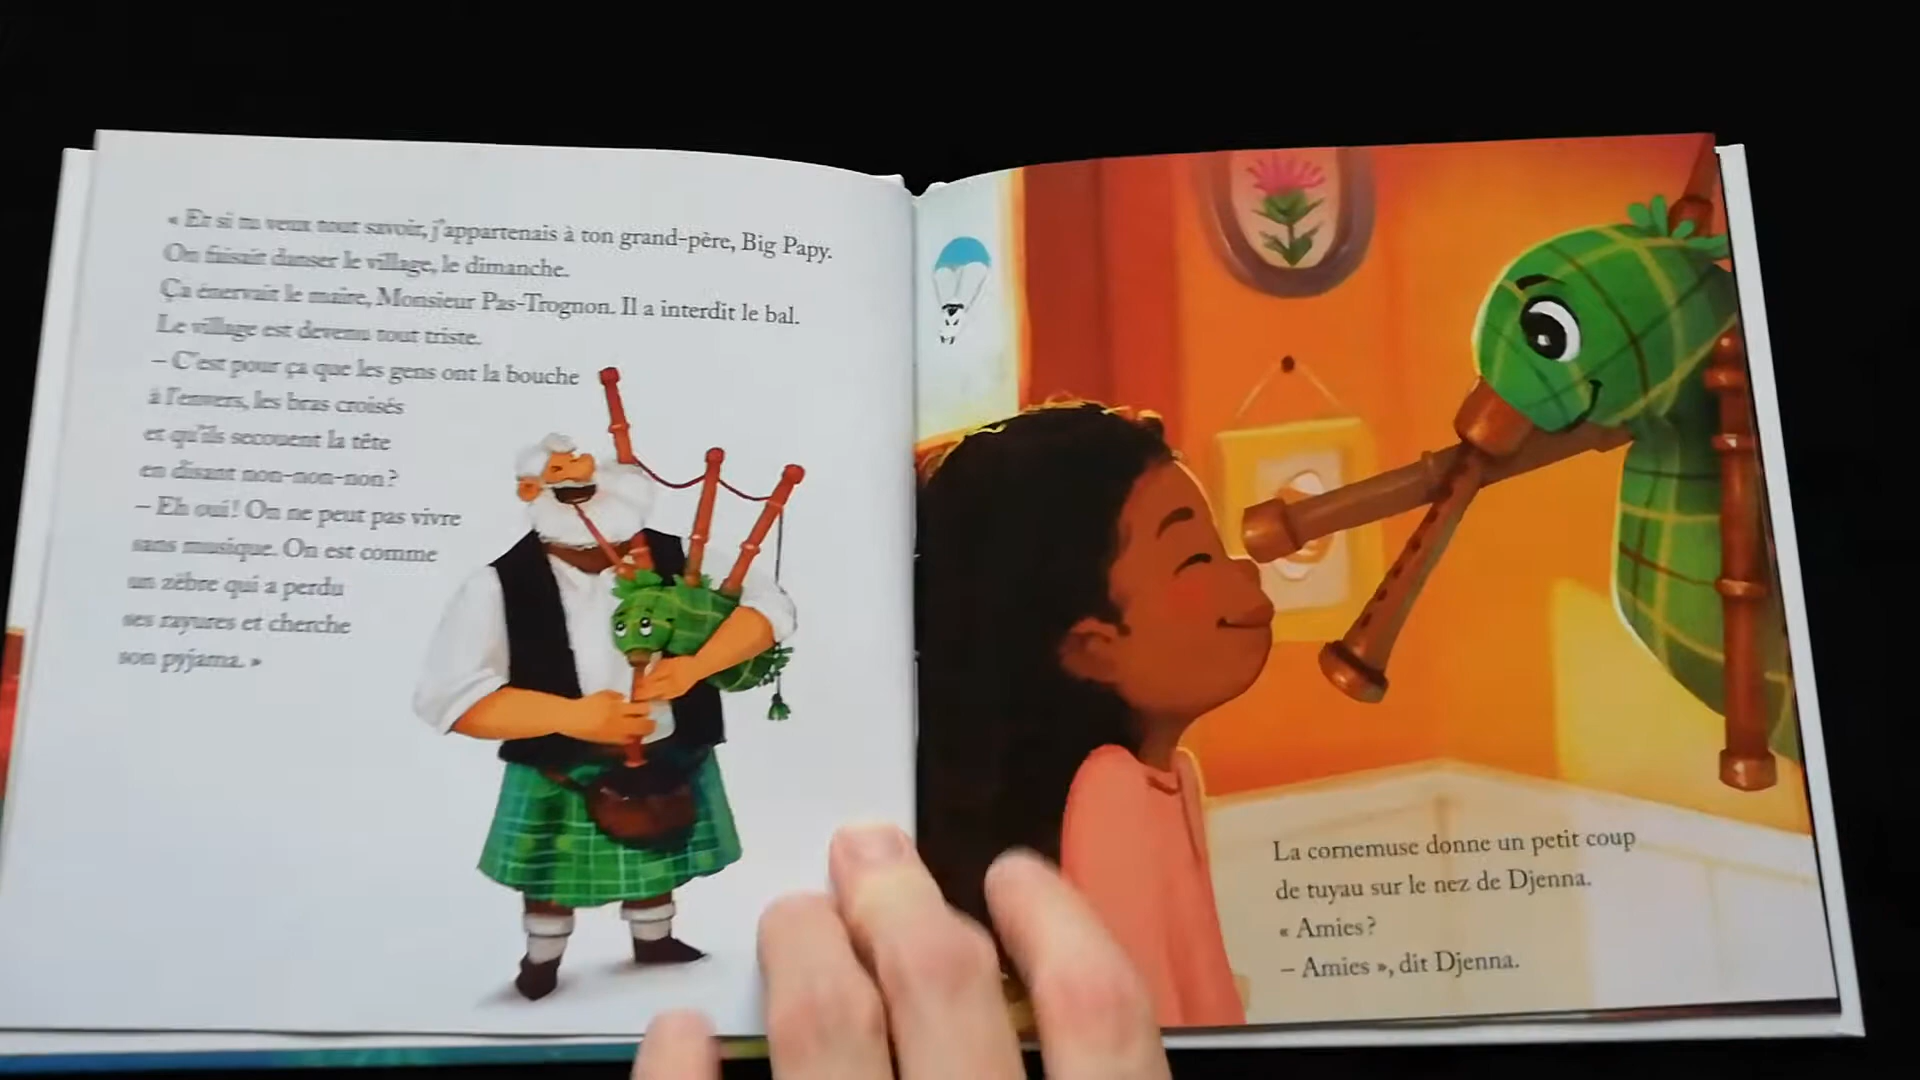 « Et si tu veux tout savoir, j'appartenais à ton grand-père, Big Papy.
On faisait danser le village, le dimanche.
Ça énervait le maire, Monsieur Pas-Trognon. Il a interdit le bal.
Le village est devenu tout triste.
– C'est pour ça que les gens ont la bouche
à l'envers, les bras croisés
et qu'ils secouent la tête
en disant non-non-non ?
– Eh oui ! On ne peut pas vivre
sans musique. On est comme
un zèbre qui a perdu
ses rayures et cherche
son pyjama. »
La cornemuse donne un petit coup
de tuyau sur le nez de Djenna.
« Amies ?
– Amies », dit Djenna.